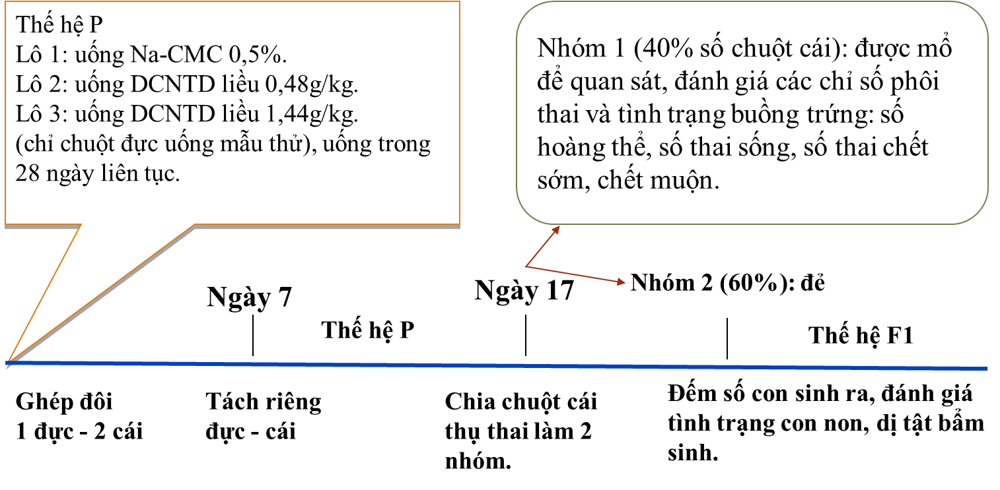 Thế hệ P
Lô 1: uống Na-CMC 0,5%.
Lô 2: uống DCNTD liều 0,48g/kg.
Lô 3: uống DCNTD liều 1,44g/kg.
(chỉ chuột đực uống mẫu thử), uống trong
28 ngày liên tục.
Nhóm 1 (40% số chuột cái): được mổ
để quan sát, đánh giá các chỉ số phôi
thai và tình trạng buồng trứng: số
hoàng thể, số thai sống, số thai chết
sớm, chết muộn.
Ngày 7
Ngày 17
Nhóm 2 (60%): đẻ
Thế hệ P
Thế hệ F1
Ghép đôi
1 đực - 2 cái
Tách riêng
đực - cái
Chia chuột cái
thụ thai làm 2
nhóm.
Đếm số con sinh ra, đánh giá
tình trạng con non, dị tật bẩm
sinh.